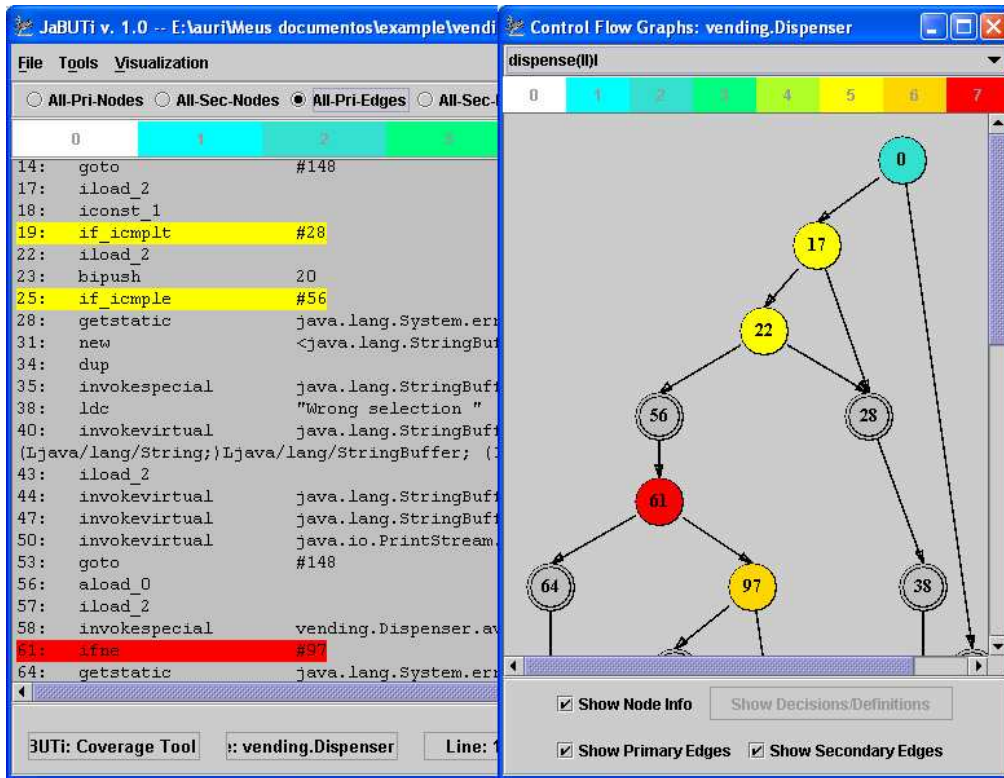 JaBUTi v. 1.0 -- E:\auri\Meus documentos\example\vendi
File Tools Visualization
All-Pri-Nodes All-Sec-Nodes All-Pri-Edges All-Sec-
0 1 2 3
14: goto #148
17: iload_2
18: iconst_1
19: if_icmplt #28
22: iload_2
23: bipush 20
25: if_icmple #56
28: getstatic java.lang.System.err
31: new <java.lang.StringBuf
34: dup
35: invokespecial java.lang.StringBuff
38: ldc "Wrong selection "
40: invokevirtual java.lang.StringBuff
(Ljava/lang/String;)Ljava/lang/StringBuffer; (1
43: iload_2
44: invokevirtual java.lang.StringBuff
47: invokevirtual java.lang.StringBuff
50: invokevirtual java.io.PrintStream.
53: goto #148
56: aload_0
57: iload_2
58: invokespecial vending.Dispenser.av
61: ifne #97
64: getstatic java.lang.System.err
BUTi: Coverage Tool
: vending.Dispenser
Line: 1
Control Flow Graphs: vending.Dispenser
dispense(II)I
0 1 2 3 4 5 6 7
0
17
22
56 28
61
64 97 38
Show Node Info Show Decisions/Definitions
Show Primary Edges Show Secondary Edges